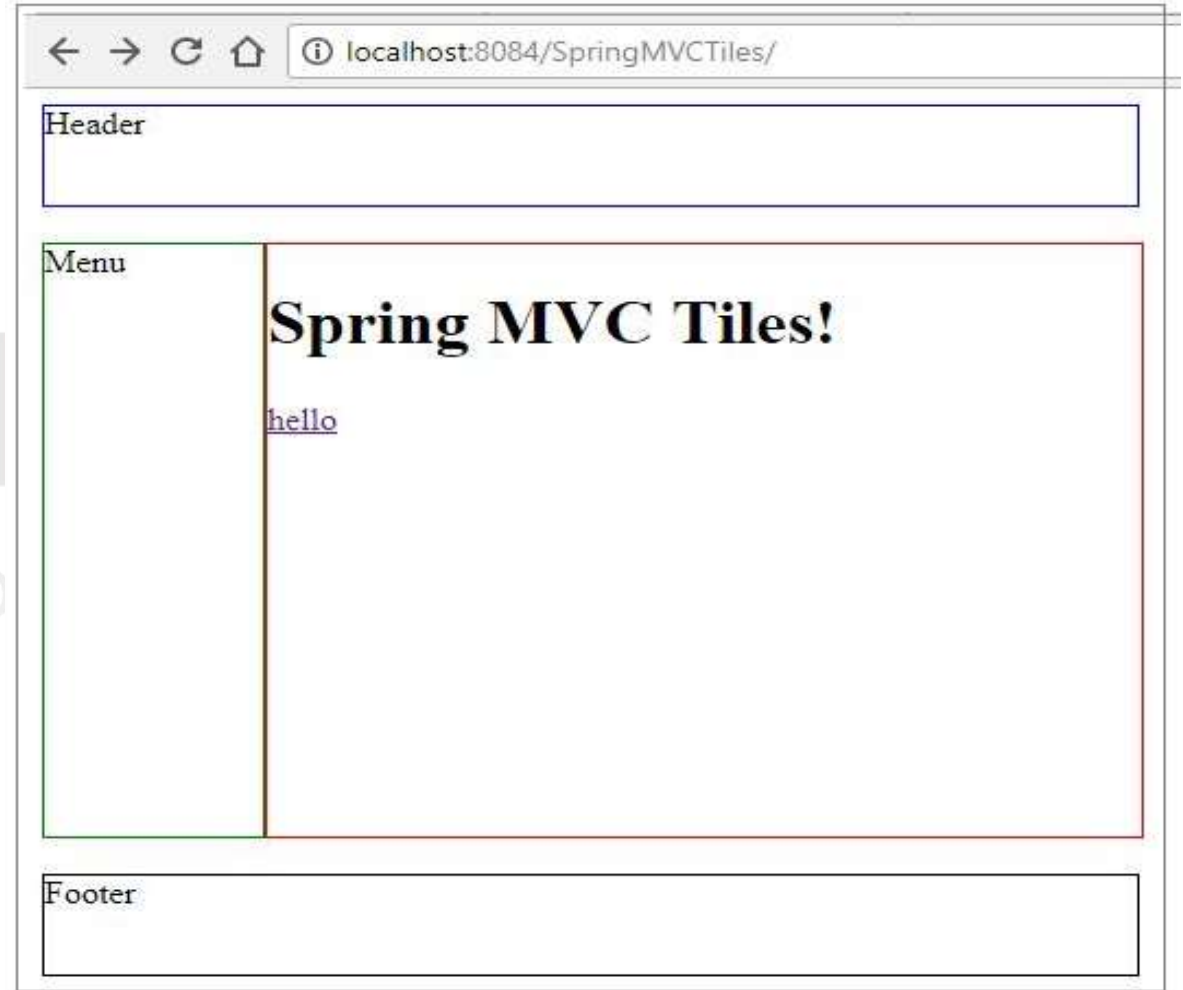 localhost:8084/SpringMVCTiles/
Header
Menu
Spring MVC Tiles!
hello
Footer